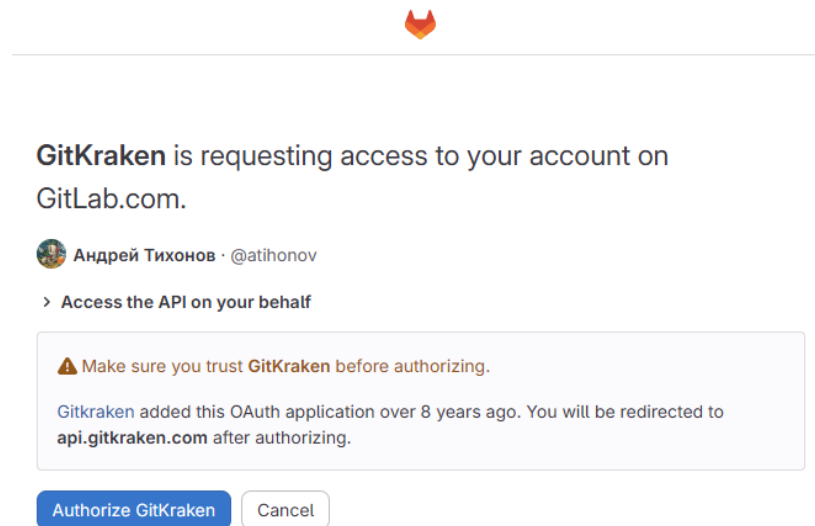 GitKraken is requesting access to your account on
GitLab.com.
Андрей Тихонов · @atihonov
> Access the API on your behalf
Make sure you trust GitKraken before authorizing.
Gitkraken added this OAuth application over 8 years ago. You will be redirected to
api.gitkraken.com after authorizing.
Authorize GitKraken Cancel